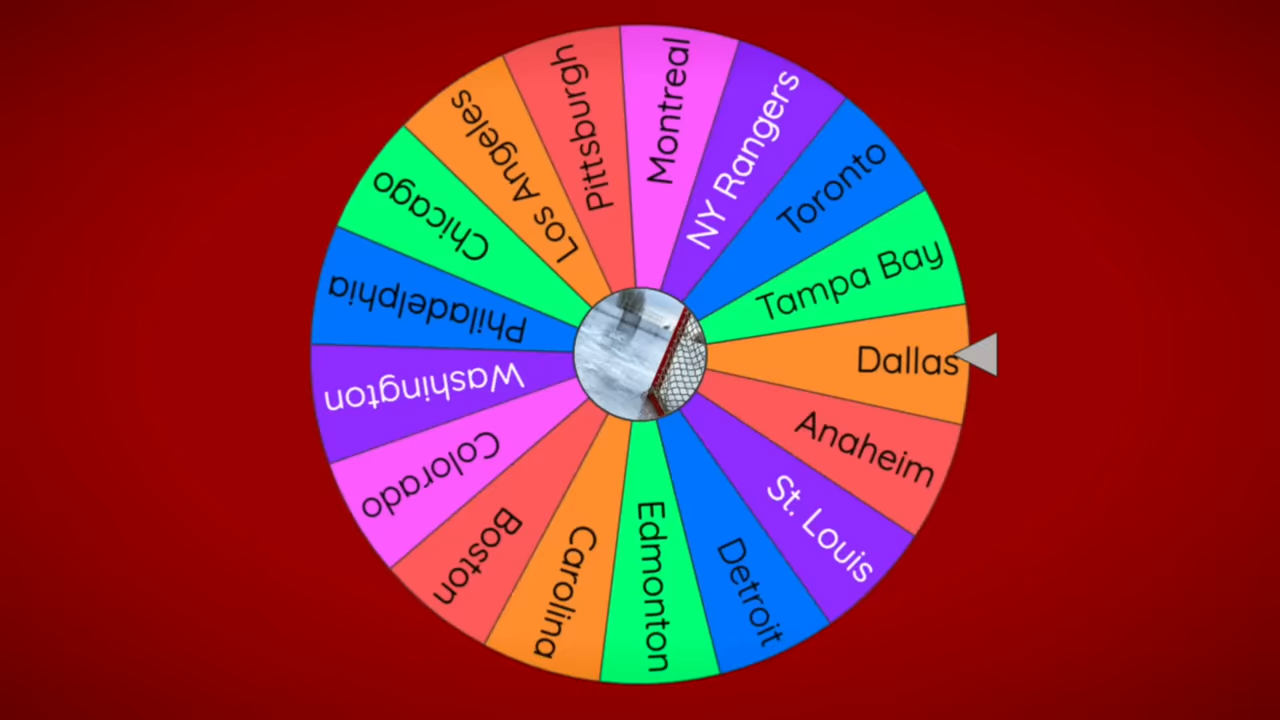 Montreal
NY Rangers
Toronto
Tampa Bay
Dallas
Anaheim
St. Louis
Detroit
Edmonton
Carolina
Boston
Colorado
Washington
Philadelphia
Chicago
Los Angeles
Pittsburgh